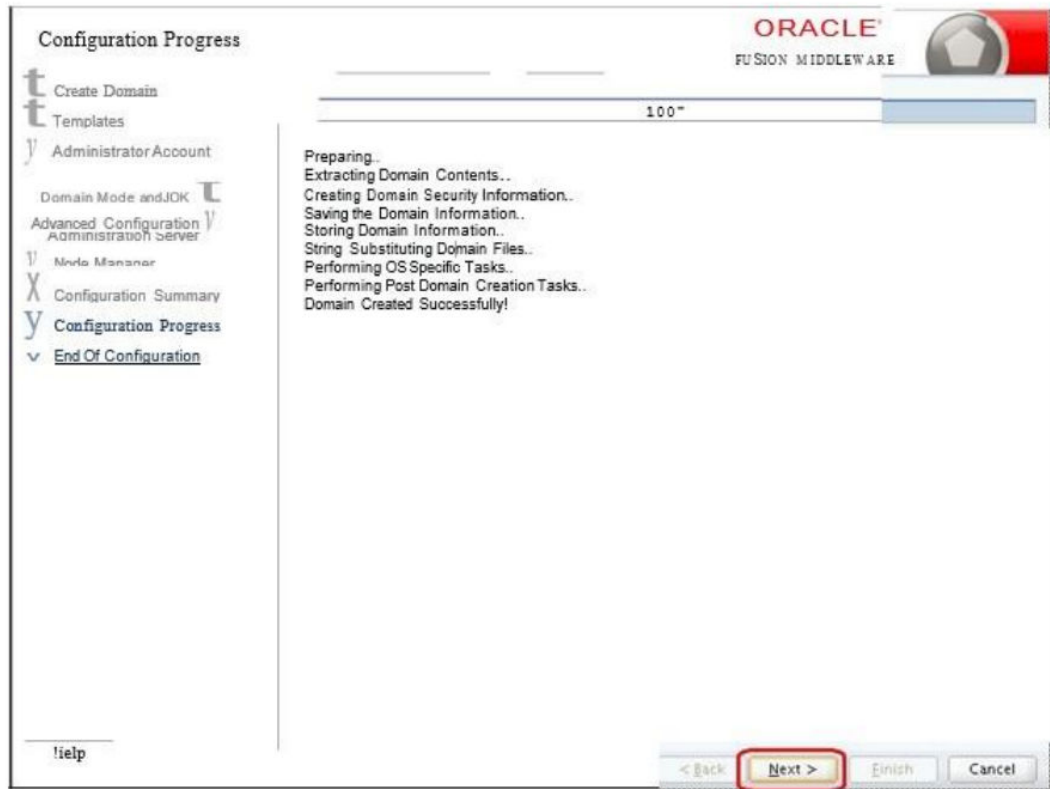 Configuration Progress
ORACLE'
FUSION MIDDLEWARE
t Create Domain
t Templates
y Administrator Account
Domain Mode and JOK t
Advanced Configuration y
Administration Server
y Node Manager
X Configuration Summary
y Configuration Progress
v End Of Configuration
100"
Preparing..
Extracting Domain Contents..
Creating Domain Security Information..
Saving the Domain Information..
Storing Domain Information..
String Substituting Domain Files..
Performing OS Specific Tasks..
Performing Post Domain Creation Tasks..
Domain Created Successfully!
!ielp
< Back
Next >
Finish
Cancel